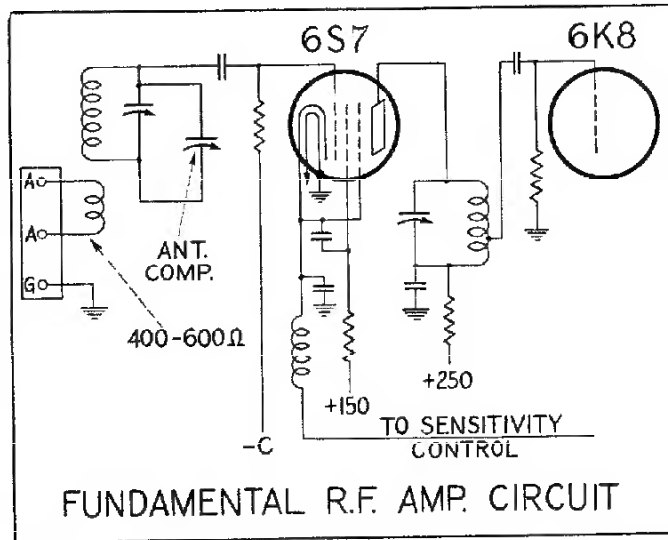 6S7
6K8
A
A
G
ANT.
COMP.
400-600Ω
+150
+250
-C
TO SENSITIVITY
CONTROL
FUNDAMENTAL R.F. AMP. CIRCUIT